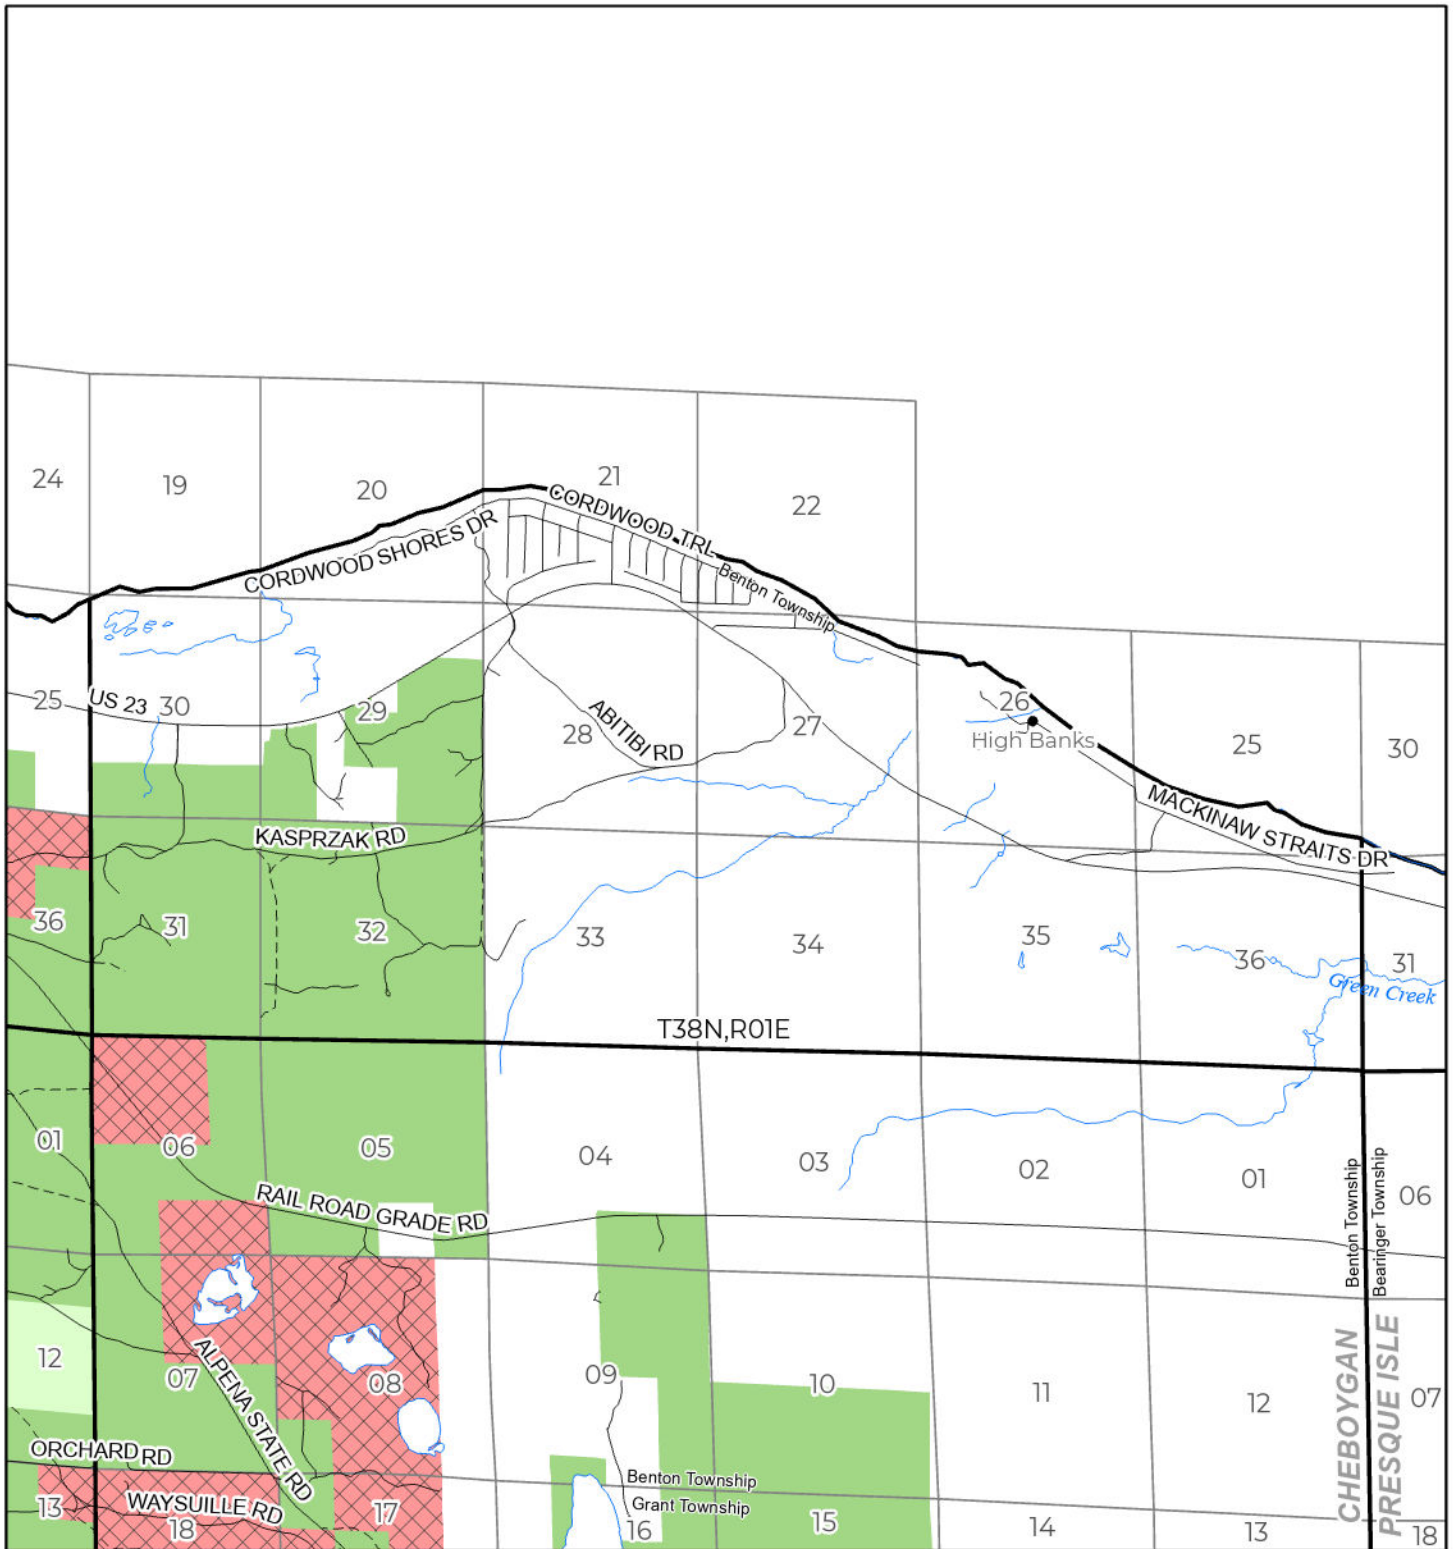 24
19
20
21
22
CORDWOOD SHORES DR
CORDWOOD TRL
Benton Township
25
US 23
30
29
28
ABITIBI RD
27
26
High Banks
25
30
MACKINAW STRAITS DR
KASPRZAK RD
36
31
32
33
34
35
36
31
Green Creek
T38N,R01E
01
06
05
04
03
02
01
06
RAIL ROAD GRADE RD
Benton Township
Bearinger Township
12
07
08
09
10
11
12
07
ALPENA STATE RD
CHEBOYGAN
PRESQUE ISLE
ORCHARD RD
Benton Township
Grant Township
WAYSUILLE RD
13
18
17
16
15
14
13
18